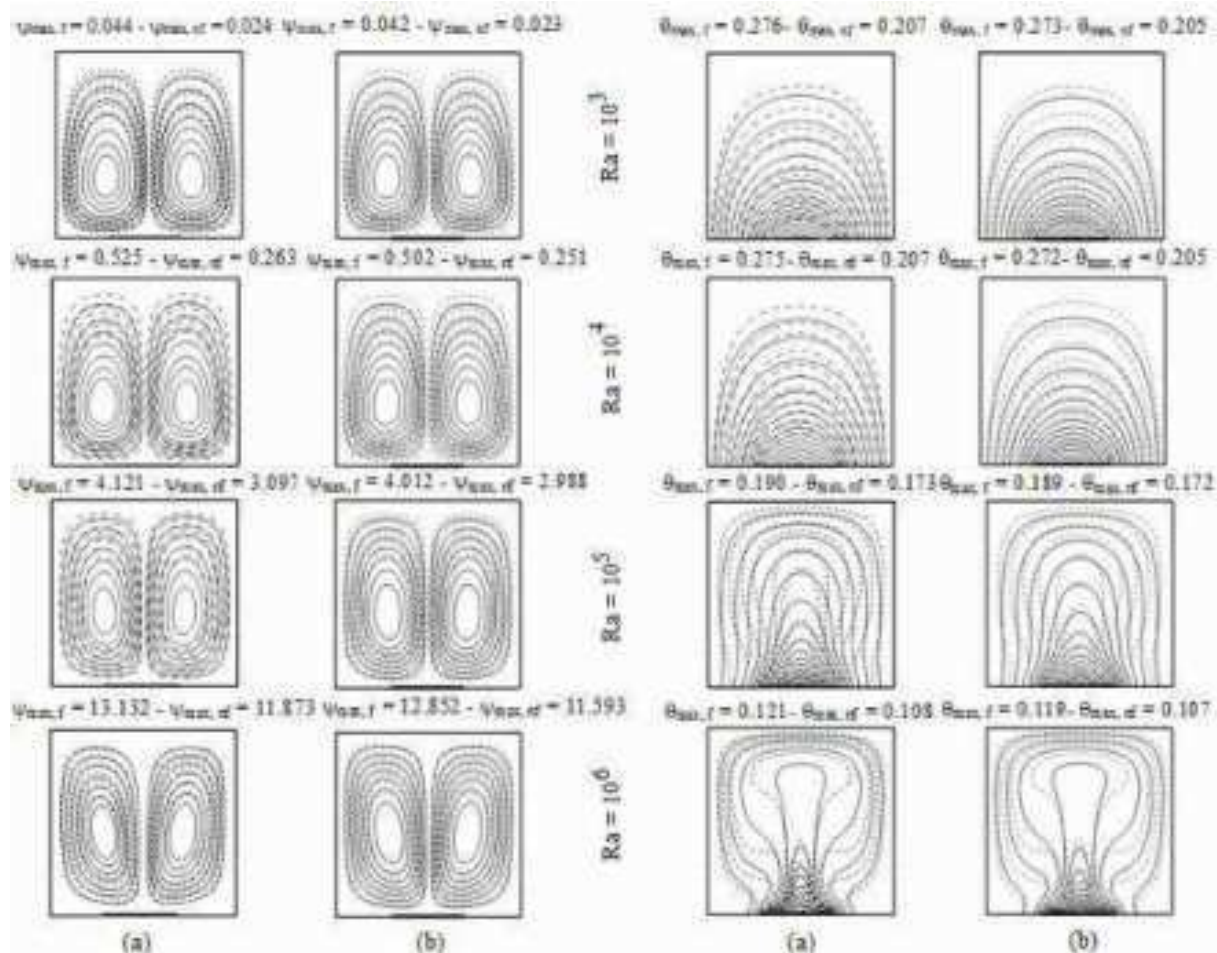 ψmax, f = 0.044 - ψmax, nf = 0.024 ψmax, f = 0.042 - ψmax, nf = 0.023 θmax, f = 0.276- θmax, nf = 0.207 θmax, f = 0.273- θmax, nf = 0.205
Ra = 10³
ψmax, f = 0.525 - ψmax, nf = 0.263 ψmax, f = 0.502 - ψmax, nf = 0.251 θmax, f = 0.275- θmax, nf = 0.207 θmax, f = 0.272- θmax, nf = 0.205
Ra = 10⁴
ψmax, f = 4.121 - ψmax, nf = 3.097 ψmax, f = 4.012 - ψmax, nf = 2.988 θmax, f = 0.190 - θmax, nf = 0.173 θmax, f = 0.189 - θmax, nf = 0.172
Ra = 10⁵
ψmax, f = 13.132 - ψmax, nf = 11.873 ψmax, f = 12.852 - ψmax, nf = 11.593 θmax, f = 0.121- θmax, nf = 0.108 θmax, f = 0.119- θmax, nf = 0.107
Ra = 10⁶
(a) (b) (a) (b)